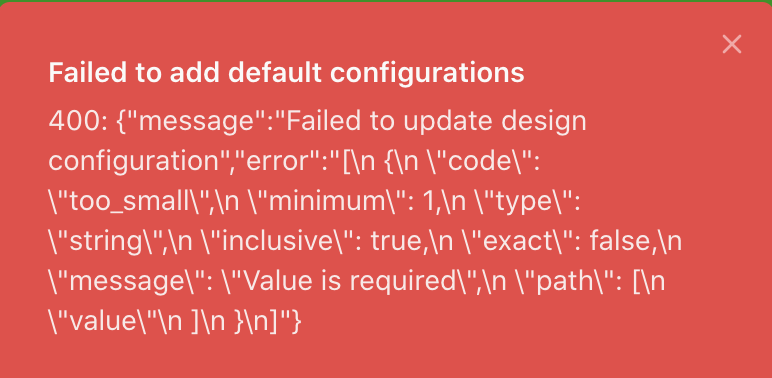 Failed to add default configurations
400: {"message":"Failed to update design
configuration","error":"[\n {\n \"code\":
\"too_small\",\n \"minimum\": 1,\n \"type\":
\"string\",\n \"inclusive\": true,\n \"exact\": false,\n
\"message\": \"Value is required\",\n \"path\": [\n
\"value\"\n ]\n }\n]"}